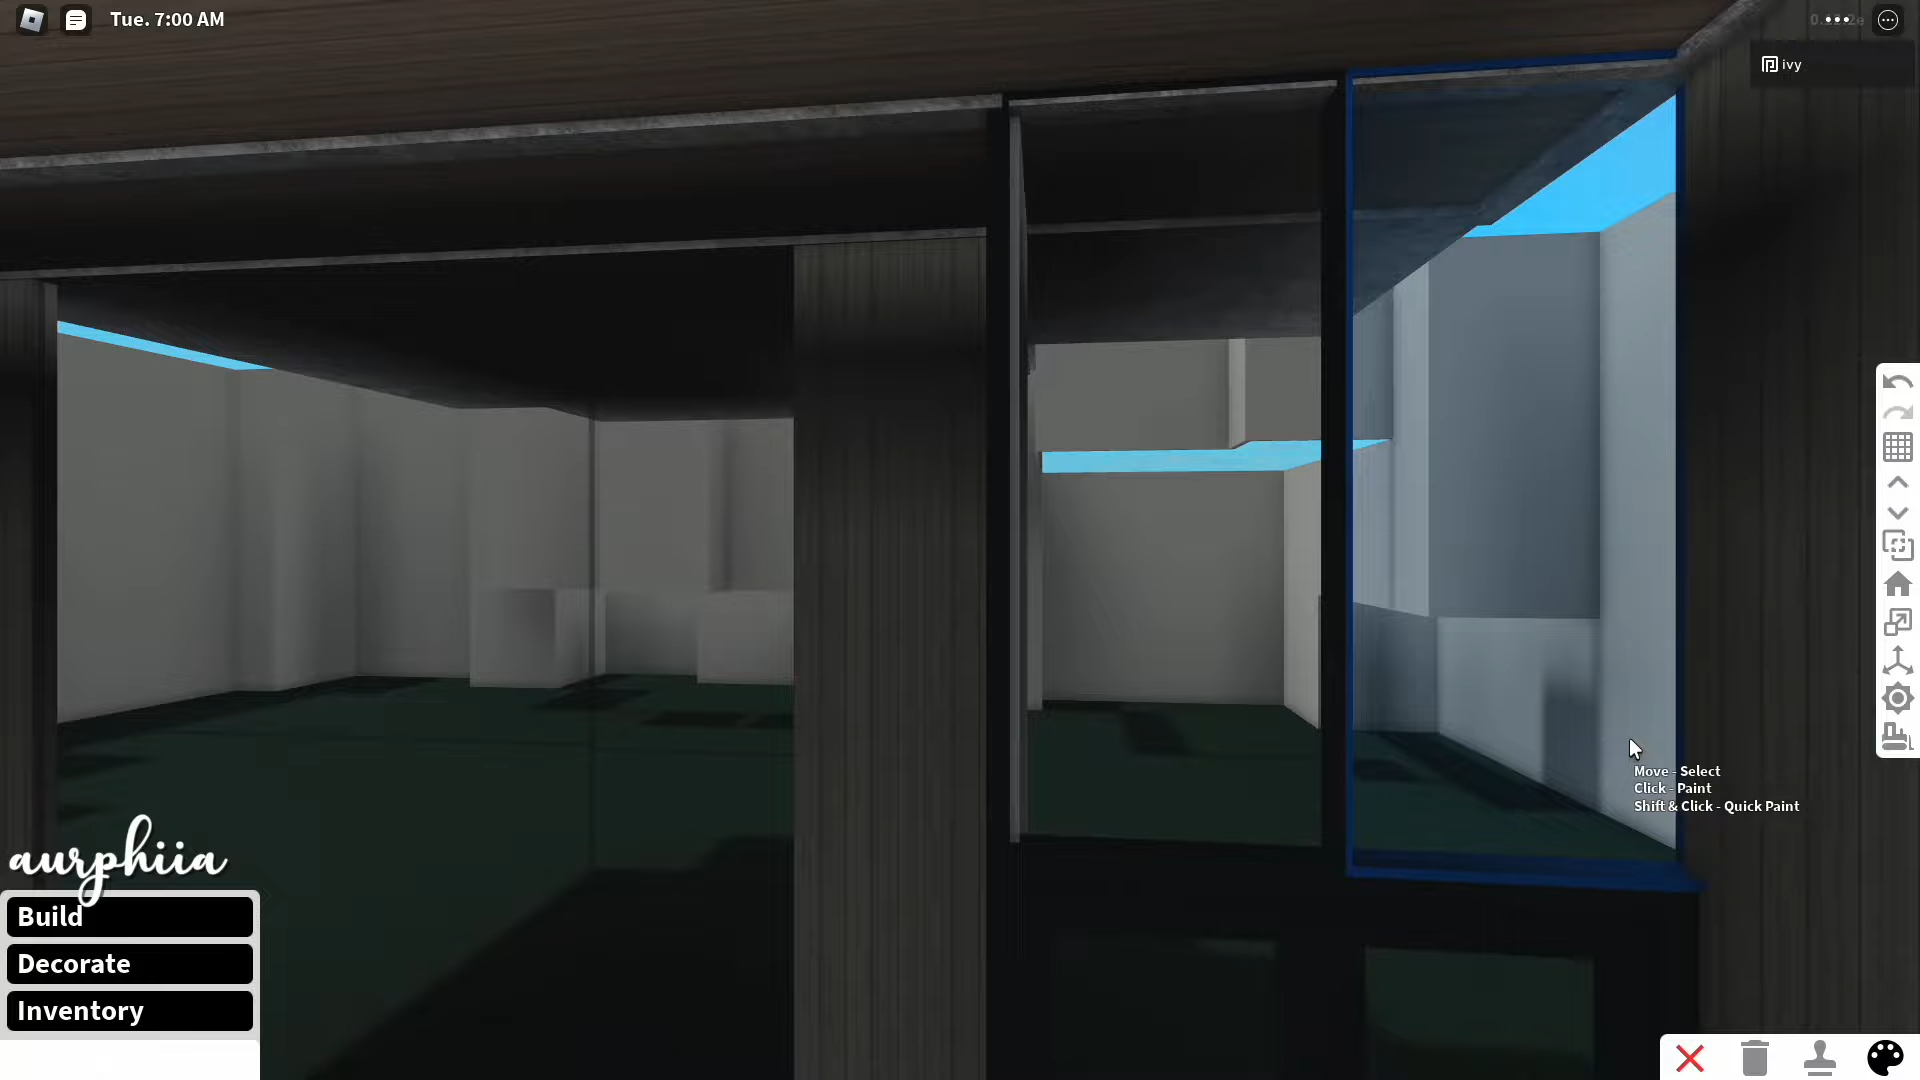 Tue. 7:00 AM
ivy
Move - Select
Click - Paint
Shift & Click - Quick Paint
aurphiia
Build
Decorate
Inventory